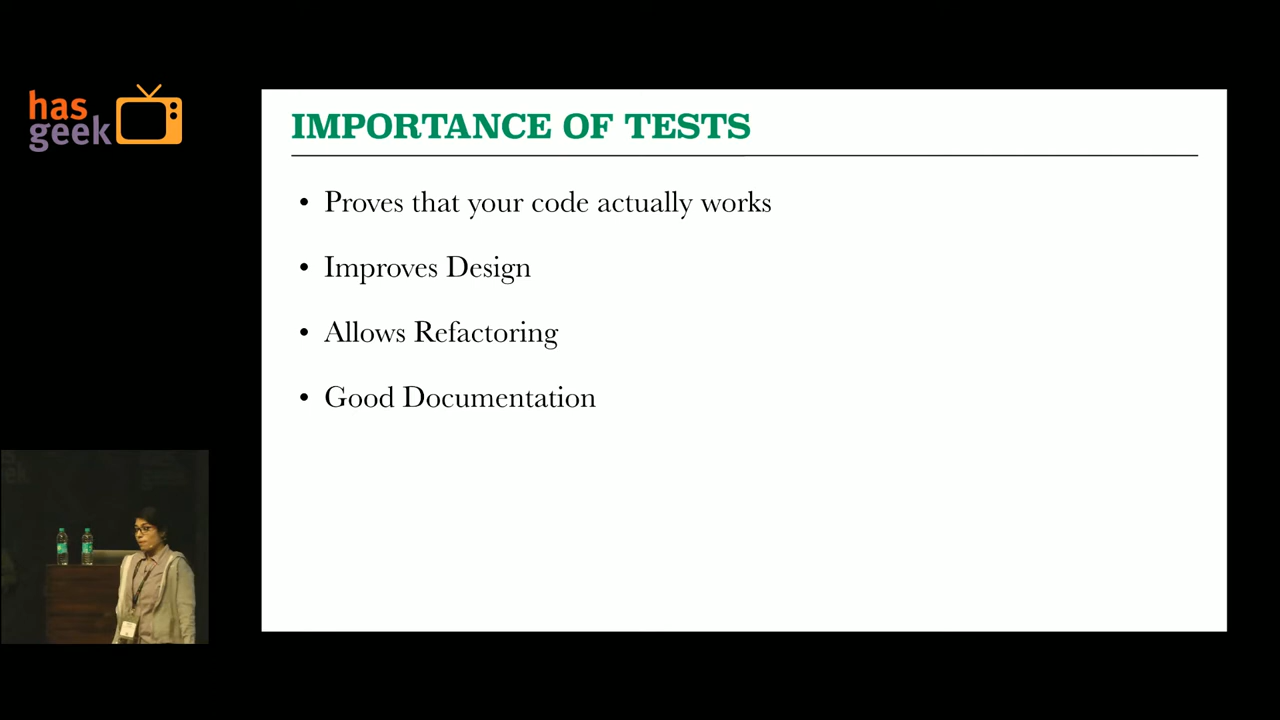 has
geek
IMPORTANCE OF TESTS
• Proves that your code actually works
• Improves Design
• Allows Refactoring
• Good Documentation